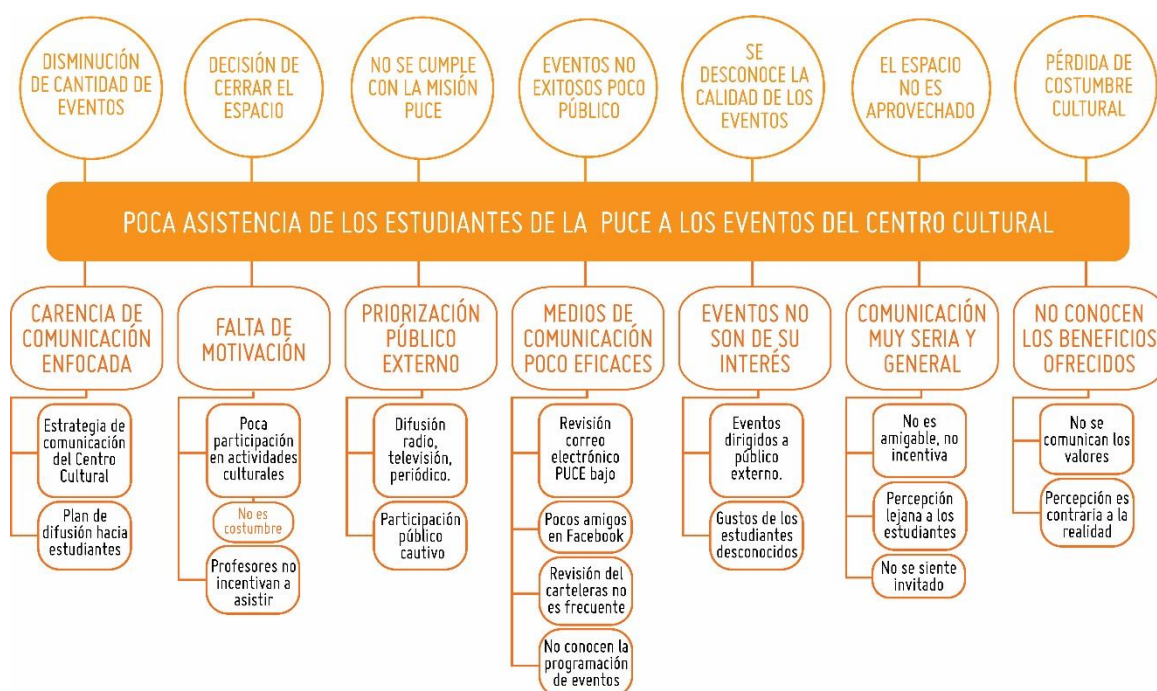 DISMINUCIÓN
DE CANTIDAD DE
EVENTOS
DECISIÓN DE
CERRAR EL
ESPACIO
NO SE CUMPLE
CON LA MISIÓN
PUCE
EVENTOS NO
EXITOSOS POCO
PÚBLICO
SE
DESCONOCE LA
CALIDAD DE LOS
EVENTOS
EL ESPACIO
NO ES
APROVECHADO
PÉRDIDA DE
COSTUMBRE
CULTURAL
POCA ASISTENCIA DE LOS ESTUDIANTES DE LA PUCE A LOS EVENTOS DEL CENTRO CULTURAL
CARENCIA DE
COMUNICACIÓN
ENFOCADA
Estrategia de
comunicación
del Centro
Cultural
Plan de
difusión hacia
estudiantes
FALTA DE
MOTIVACIÓN
Poca
participación
en actividades
culturales
No es
costumbre
Profesores no
incentivan a
asistir
PRIORIZACIÓN
PÚBLICO
EXTERNO
Difusión
radio,
televisión,
periódico.
Participación
público
cautivo
MEDIOS DE
COMUNICACIÓN
POCO EFICACES
Revisión
correo
electrónico
PUCE bajo
Pocos amigos
en Facebook
Revisión del
carteleras no
es frecuente
No conocen la
programación
de eventos
EVENTOS NO
SON DE SU
INTERÉS
Eventos
dirigidos a
público
externo.
Gustos de los
estudiantes
desconocidos
COMUNICACIÓN
MUY SERIA Y
GENERAL
No es
amigable, no
incentiva
Percepción
lejana a los
estudiantes
No se siente
invitado
NO CONOCEN
LOS BENEFICIOS
OFRECIDOS
No se
comunican los
valores
Percepción es
contraria a la
realidad